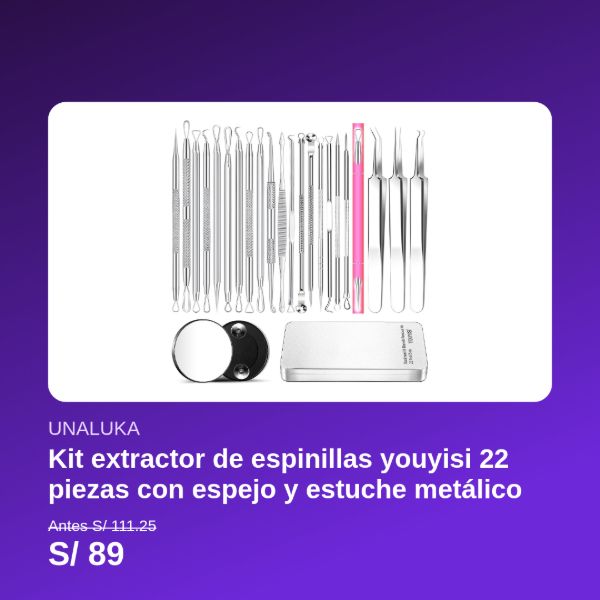 UNALUKA
Kit extractor de espinillas youyisi 22
piezas con espejo y estuche metálico
Antes S/ 111.25
S/ 89